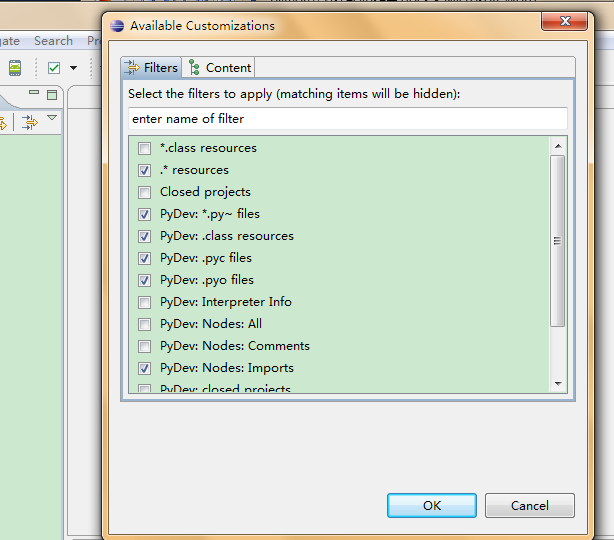 Available Customizations
gate Search Pr
Filters Content
Select the filters to apply (matching items will be hidden):
enter name of filter
*.class resources
.* resources
Closed projects
PyDev: *.py~ files
PyDev: .class resources
PyDev: .pyc files
PyDev: .pyo files
PyDev: Interpreter Info
PyDev: Nodes: All
PyDev: Nodes: Comments
PyDev: Nodes: Imports
PyDev: closed projects
OK Cancel